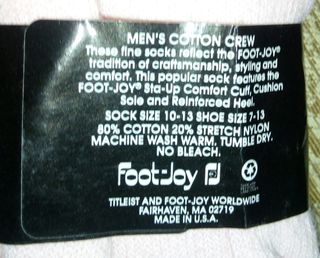 MEN'S COTTON CREW
These fine socks reflect the FOOT-JOY®
tradition of craftsmanship, styling and
comfort. This popular sock features the
FOOT-JOY® Sta-Up Comfort Cuff, Cushion
Sole and Reinforced Heel.
SOCK SIZE 10-13 SHOE SIZE 7-13
80% COTTON 20% STRETCH NYLON
MACHINE WASH WARM. TUMBLE DRY.
NO BLEACH.
Foot-Joy
TITLEIST AND FOOT-JOY WORLDWIDE
FAIRHAVEN, MA 02719
MADE IN U.S.A.